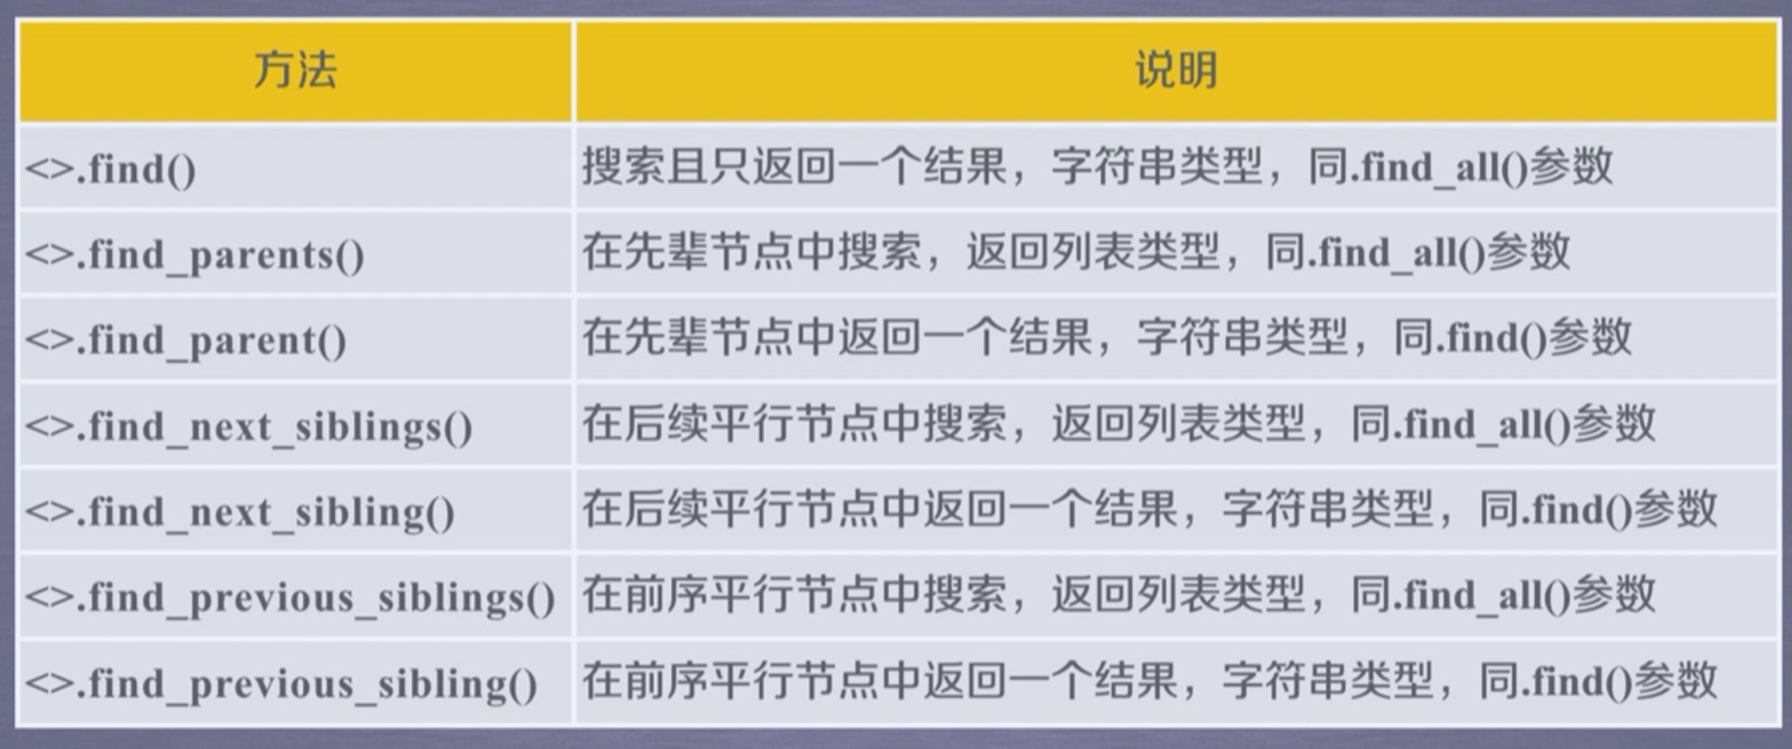 方法 说明
<>.find() 搜索且只返回一个结果，字符串类型，同.find_all()参数
<>.find_parents() 在先辈节点中搜索，返回列表类型，同.find_all()参数
<>.find_parent() 在先辈节点中返回一个结果，字符串类型，同.find()参数
<>.find_next_siblings() 在后续平行节点中搜索，返回列表类型，同.find_all()参数
<>.find_next_sibling() 在后续平行节点中返回一个结果，字符串类型，同.find()参数
<>.find_previous_siblings() 在前序平行节点中搜索，返回列表类型，同.find_all()参数
<>.find_previous_sibling() 在前序平行节点中返回一个结果，字符串类型，同.find()参数